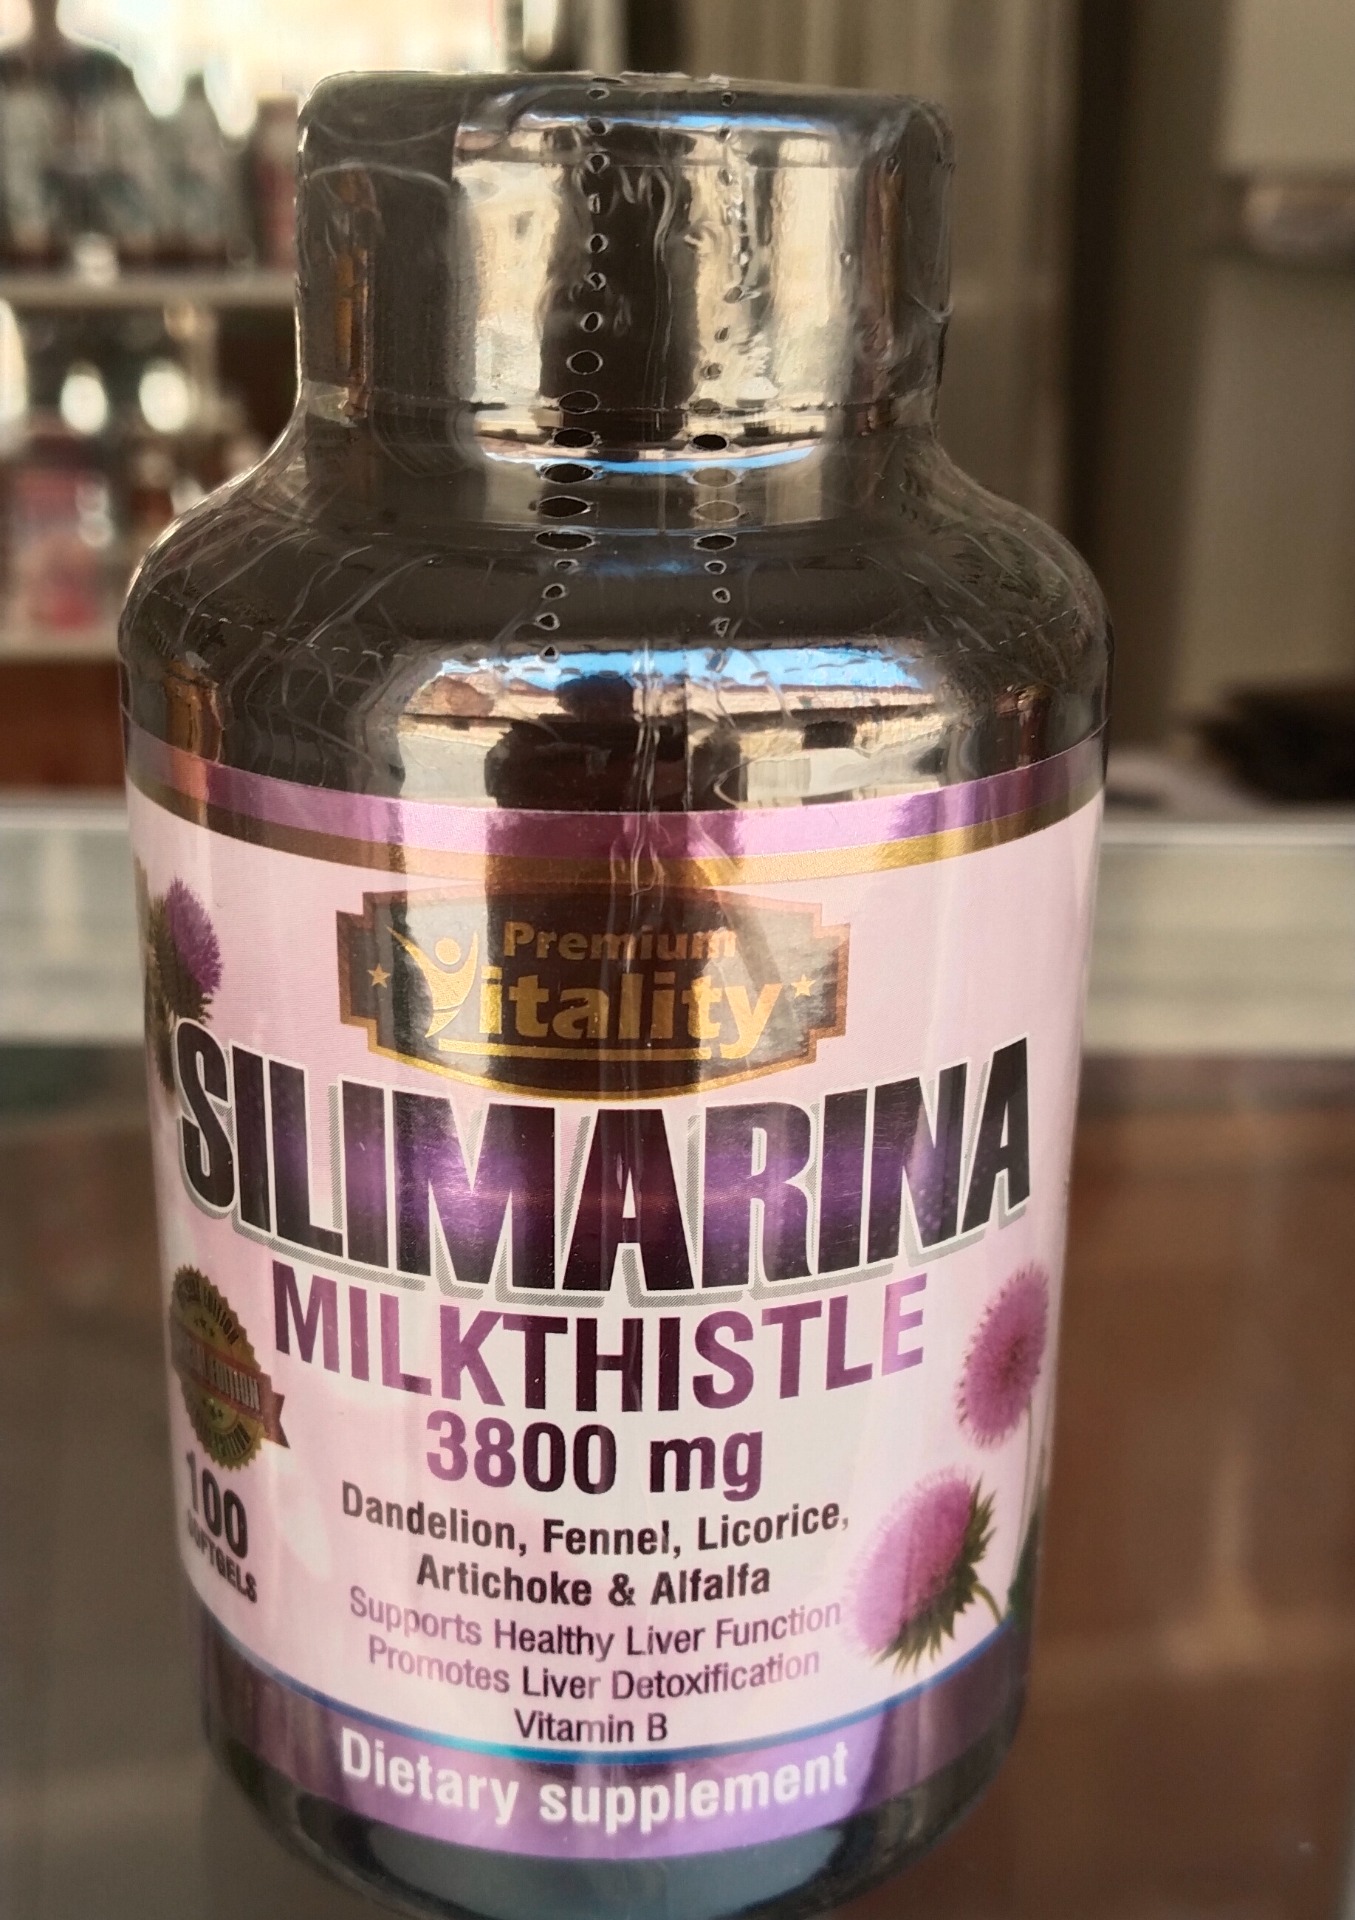 Premium
Vitality
SILIMARINA
MILKTHISTLE
3800 mg
Dandelion, Fennel, Licorice,
Artichoke & Alfalfa
Supports Healthy Liver Function
Promotes Liver Detoxification
Vitamin B
Dietary supplement
EDITION
100
SOFTGELS